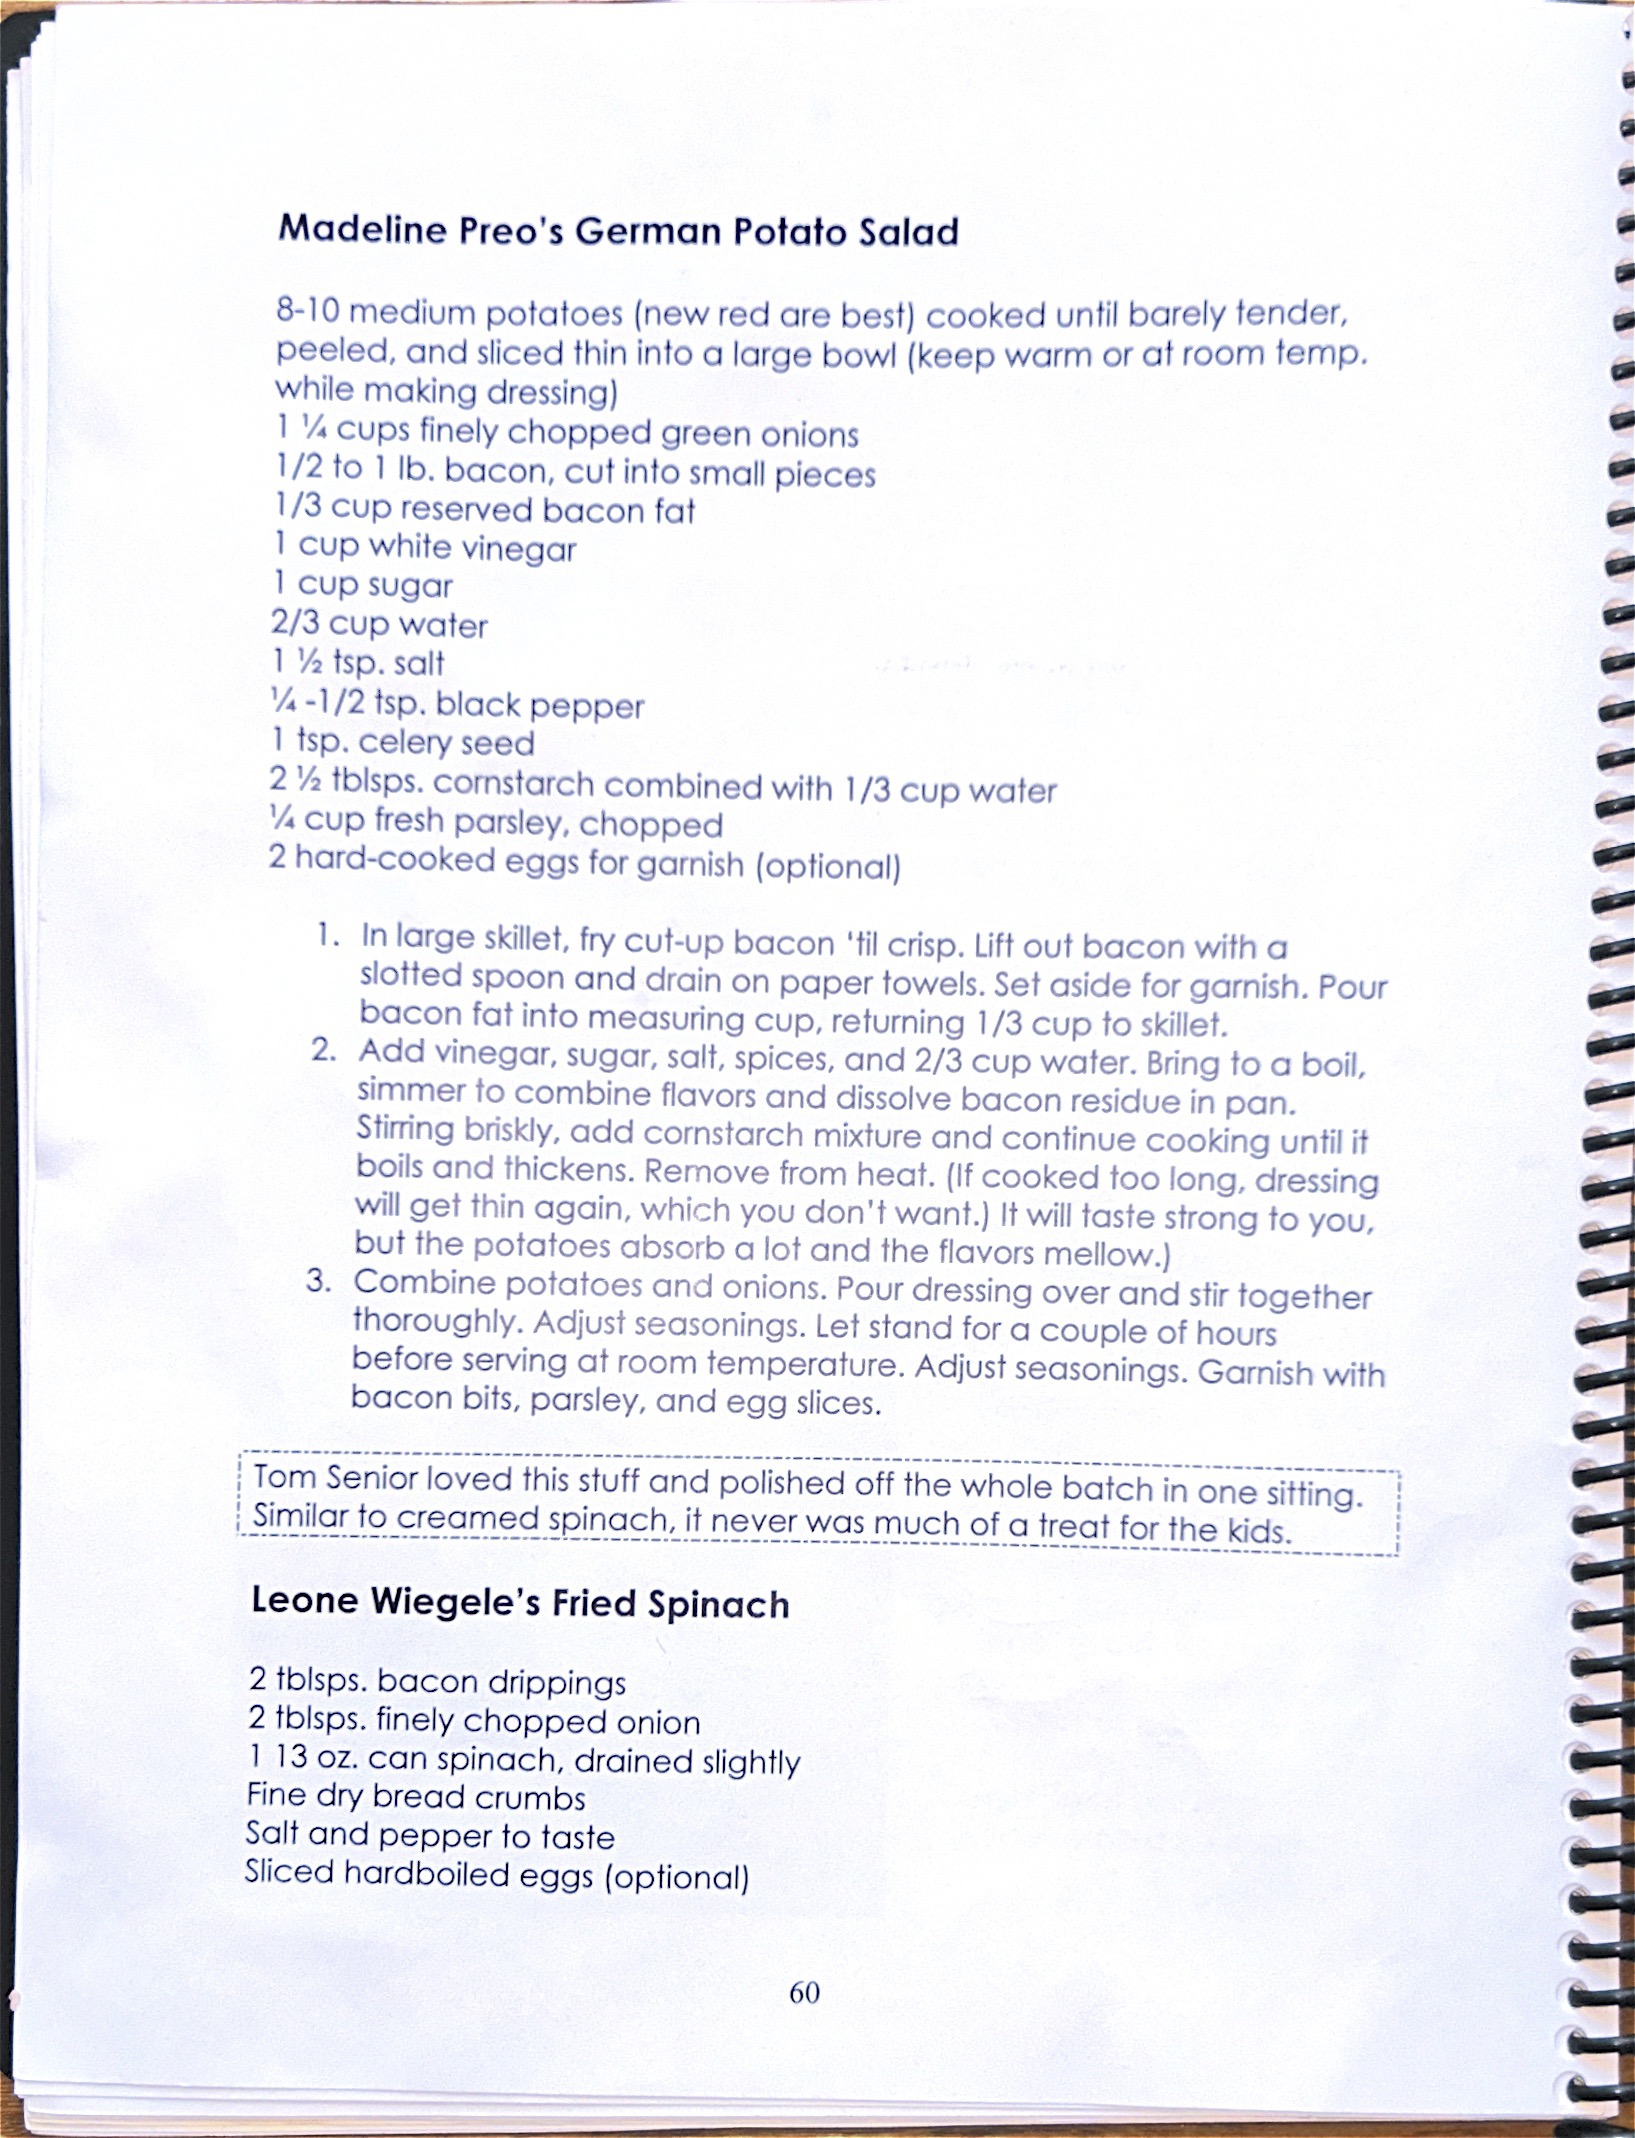 Madeline Preo's German Potato Salad
8-10 medium potatoes (new red are best) cooked until barely tender,
peeled, and sliced thin into a large bowl (keep warm or at room temp.
while making dressing)
1 ¼ cups finely chopped green onions
1/2 to 1 lb. bacon, cut into small pieces
1/3 cup reserved bacon fat
1 cup white vinegar
1 cup sugar
2/3 cup water
1 ½ tsp. salt
¼ -1/2 tsp. black pepper
1 tsp. celery seed
2 ½ tblsps. cornstarch combined with 1/3 cup water
¼ cup fresh parsley, chopped
2 hard-cooked eggs for garnish (optional)
1. In large skillet, fry cut-up bacon 'til crisp. Lift out bacon with a
slotted spoon and drain on paper towels. Set aside for garnish. Pour
bacon fat into measuring cup, returning 1/3 cup to skillet.
2. Add vinegar, sugar, salt, spices, and 2/3 cup water. Bring to a boil,
simmer to combine flavors and dissolve bacon residue in pan.
Stirring briskly, add cornstarch mixture and continue cooking until it
boils and thickens. Remove from heat. (If cooked too long, dressing
will get thin again, which you don't want.) It will taste strong to you,
but the potatoes absorb a lot and the flavors mellow.)
3. Combine potatoes and onions. Pour dressing over and stir together
thoroughly. Adjust seasonings. Let stand for a couple of hours
before serving at room temperature. Adjust seasonings. Garnish with
bacon bits, parsley, and egg slices.
Tom Senior loved this stuff and polished off the whole batch in one sitting.
Similar to creamed spinach, it never was much of a treat for the kids.
Leone Wiegele's Fried Spinach
2 tblsps. bacon drippings
2 tblsps. finely chopped onion
1 13 oz. can spinach, drained slightly
Fine dry bread crumbs
Salt and pepper to taste
Sliced hardboiled eggs (optional)
60